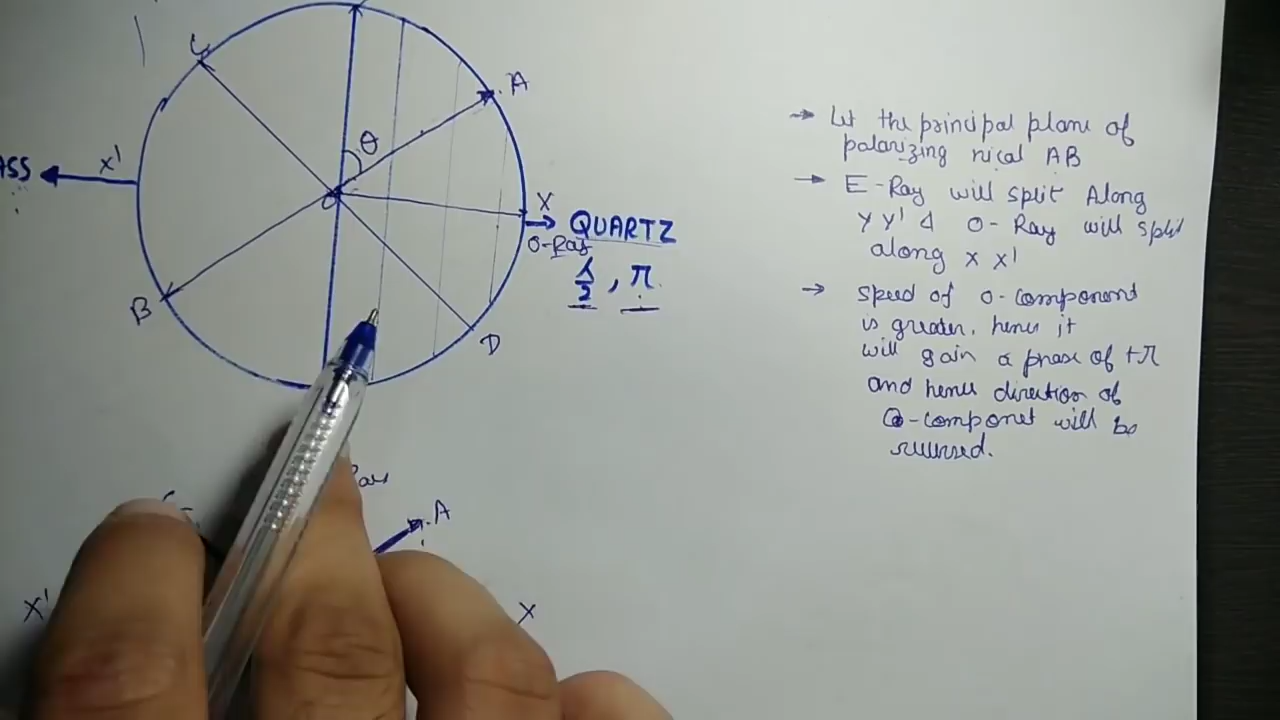 C
A
θ
ASS
X'
O
X
QUARTZ
O-Ray
λ/2, π
B
D
A
X'
X
→ Let the principal plane of
polarizing nical AB
→ E-Ray will split Along
YY' & O-Ray will split
along X X'
→ Speed of O-component
is greater, hence it
will gain a phase of +π
and hence direction of
O-componet will be
reversed.